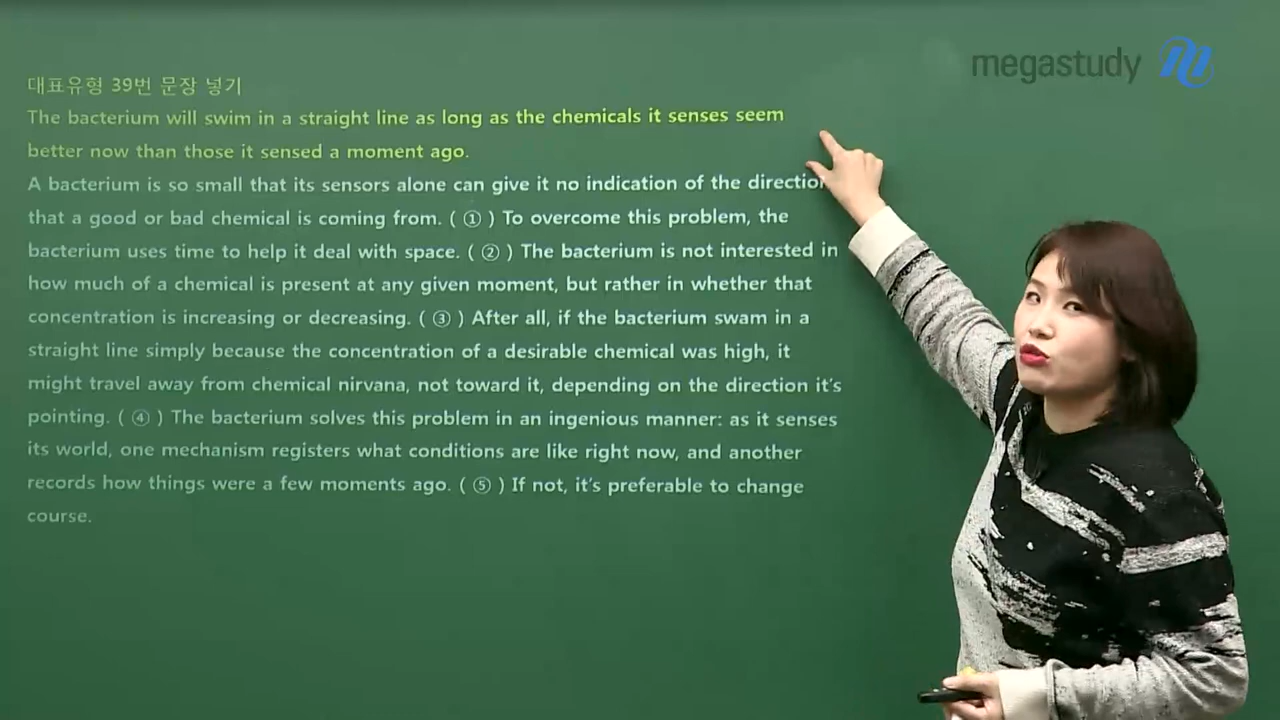 megastudy
대표유형 39번 문장 넣기
The bacterium will swim in a straight line as long as the chemicals it senses seem
better now than those it sensed a moment ago.
A bacterium is so small that its sensors alone can give it no indication of the direction
that a good or bad chemical is coming from. ( ① ) To overcome this problem, the
bacterium uses time to help it deal with space. ( ② ) The bacterium is not interested in
how much of a chemical is present at any given moment, but rather in whether that
concentration is increasing or decreasing. ( ③ ) After all, if the bacterium swam in a
straight line simply because the concentration of a desirable chemical was high, it
might travel away from chemical nirvana, not toward it, depending on the direction it's
pointing. ( ④ ) The bacterium solves this problem in an ingenious manner: as it senses
its world, one mechanism registers what conditions are like right now, and another
records how things were a few moments ago. ( ⑤ ) If not, it's preferable to change
course.